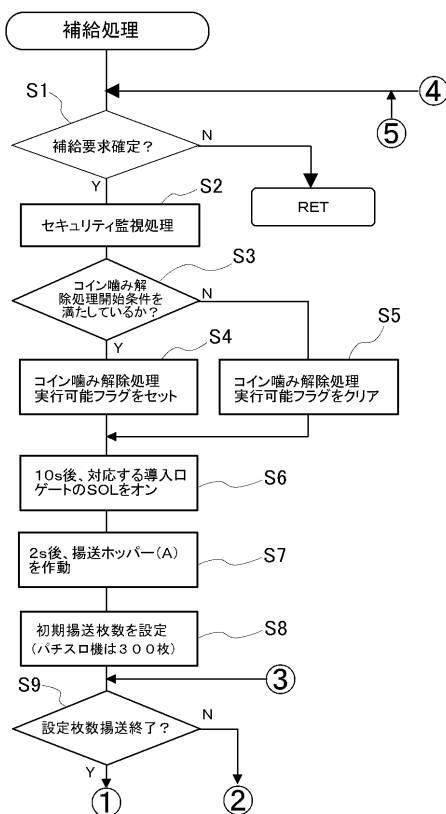 補給処理
④
⑤
S1
補給要求確定?
N
Y
RET
S2
セキュリティ監視処理
S3
コイン噛み解
除処理開始条件を
満たしているか?
N
Y
S4
コイン噛み解除処理
実行可能フラグをセット
S5
コイン噛み解除処理
実行可能フラグをクリア
10s後、対応する導入口
ゲートのSOLをオン
S6
2s後、揚送ホッパー(A)
を作動
S7
初期揚送枚数を設定
(パチスロ機は300枚)
S8
③
S9
設定枚数揚送終了?
N
Y
①
②